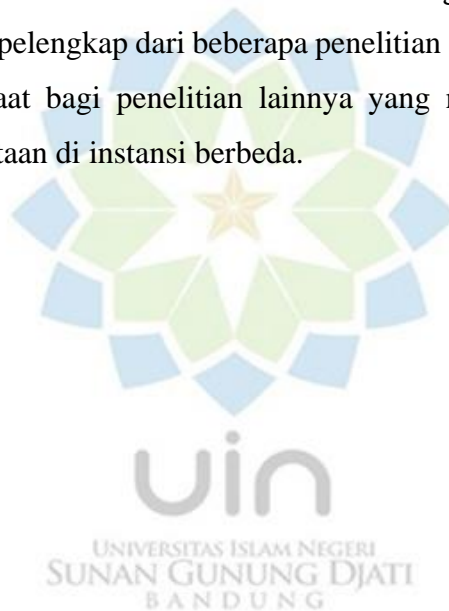 pelengkap dari beberapa penelitian
aat bagi penelitian lainnya yang
taan di instansi berbeda.
uin
UNIVERSITAS ISLAM NEGERI
SUNAN GUNUNG DJATI
BANDUNG